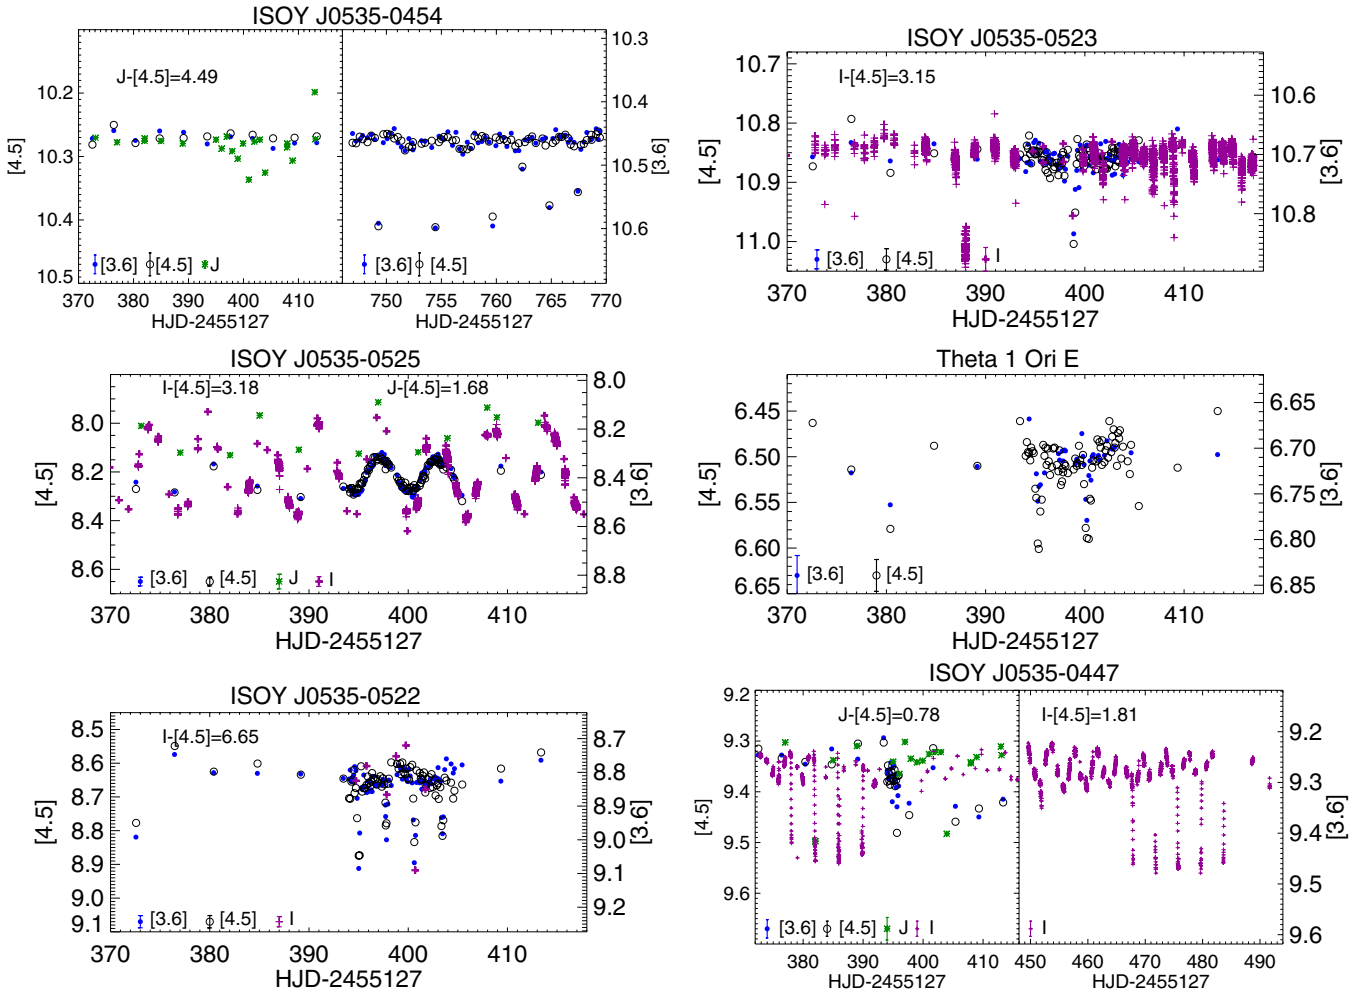 ISOY J0535-0454
J-[4.5]=4.49
[4.5]
10.2
10.3
10.4
10.5
10.3
10.4
10.5
10.6
[3.6]
[3.6] [4.5] J
[3.6] [4.5]
370 380 390 400 410 750 755 760 765 770
HJD-2455127 HJD-2455127
ISOY J0535-0523
I-[4.5]=3.15
[4.5]
10.7
10.8
10.9
11.0
10.6
10.7
10.8
[3.6]
[3.6] [4.5] I
370 380 390 400 410
HJD-2455127
ISOY J0535-0525
I-[4.5]=3.18 J-[4.5]=1.68
[4.5]
8.0
8.2
8.4
8.6
8.0
8.2
8.4
8.6
8.8
[3.6]
[3.6] [4.5] J I
370 380 390 400 410
HJD-2455127
Theta 1 Ori E
[4.5]
6.45
6.50
6.55
6.60
6.65
6.65
6.70
6.75
6.80
6.85
[3.6]
[3.6] [4.5]
370 380 390 400 410
HJD-2455127
ISOY J0535-0522
I-[4.5]=6.65
[4.5]
8.5
8.6
8.7
8.8
8.9
9.0
9.1
8.7
8.8
8.9
9.0
9.1
9.2
[3.6]
[3.6] [4.5] I
370 380 390 400 410
HJD-2455127
ISOY J0535-0447
J-[4.5]=0.78 I-[4.5]=1.81
[4.5]
9.2
9.3
9.4
9.5
9.6
9.2
9.3
9.4
9.5
9.6
[3.6]
[3.6] [4.5] J I
I
380 390 400 410 450 460 470 480 490
HJD-2455127 HJD-2455127